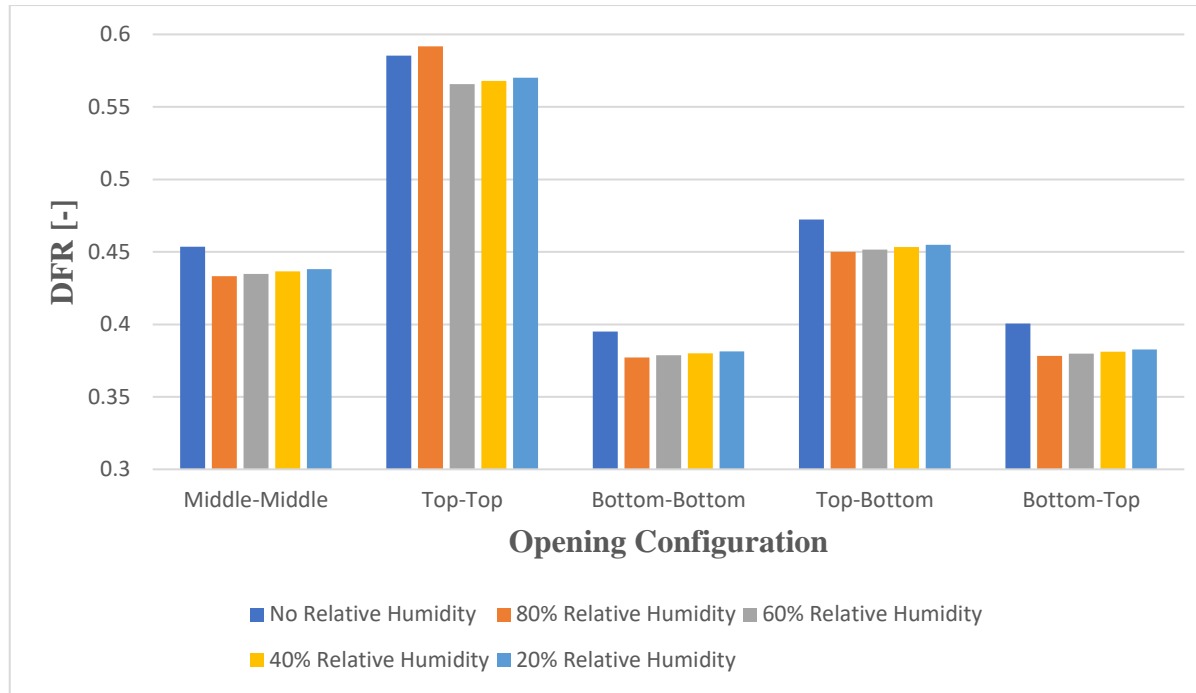 0.6
0.55
0.5
0.45
0.4
0.35
0.3
DFR [-]
Middle-Middle Top-Top Bottom-Bottom Top-Bottom Bottom-Top
Opening Configuration
No Relative Humidity 80% Relative Humidity 60% Relative Humidity
40% Relative Humidity 20% Relative Humidity